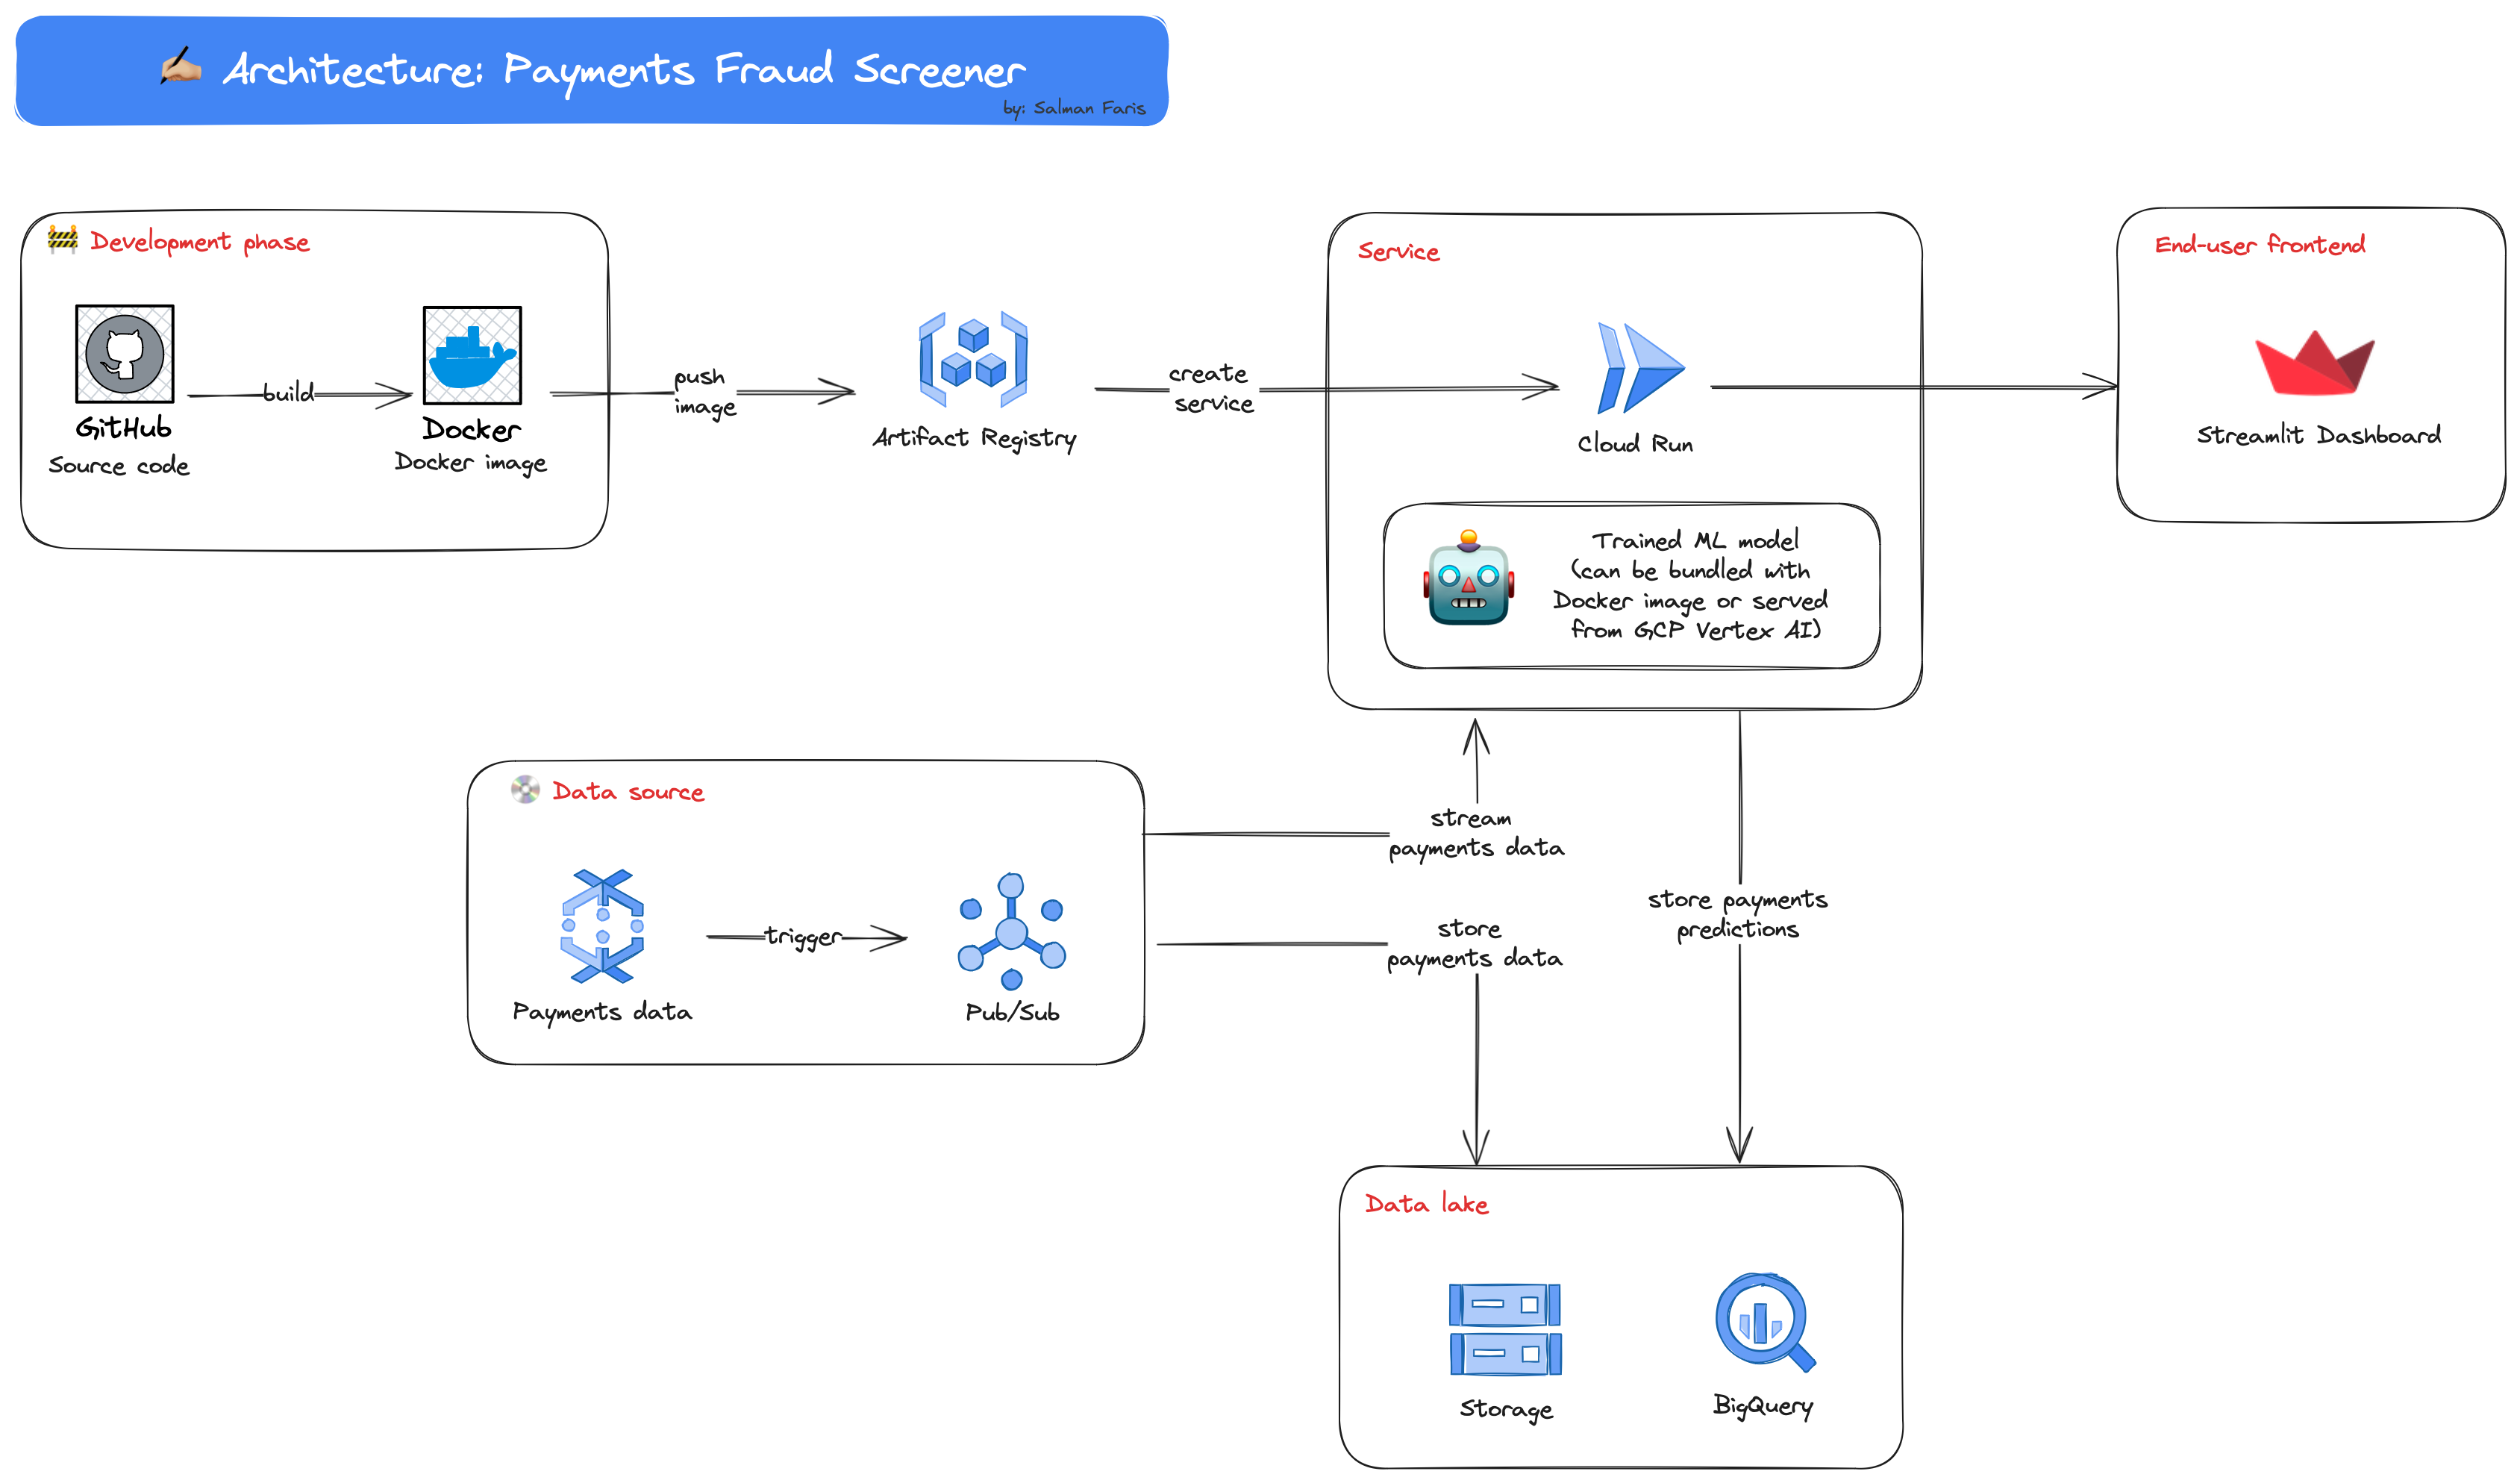 Architecture: Payments Fraud Screener
by: Salman Faris
Development phase
GitHub
Source code
build
Docker
Docker image
push
image
Artifact Registry
create
service
Service
Cloud Run
Trained ML model
(can be bundled with
Docker image or served
from GCP Vertex AI)
End-user frontend
Streamlit Dashboard
Data source
Payments data
trigger
Pub/Sub
stream
payments data
store
payments data
store payments
predictions
Data lake
Storage
BigQuery